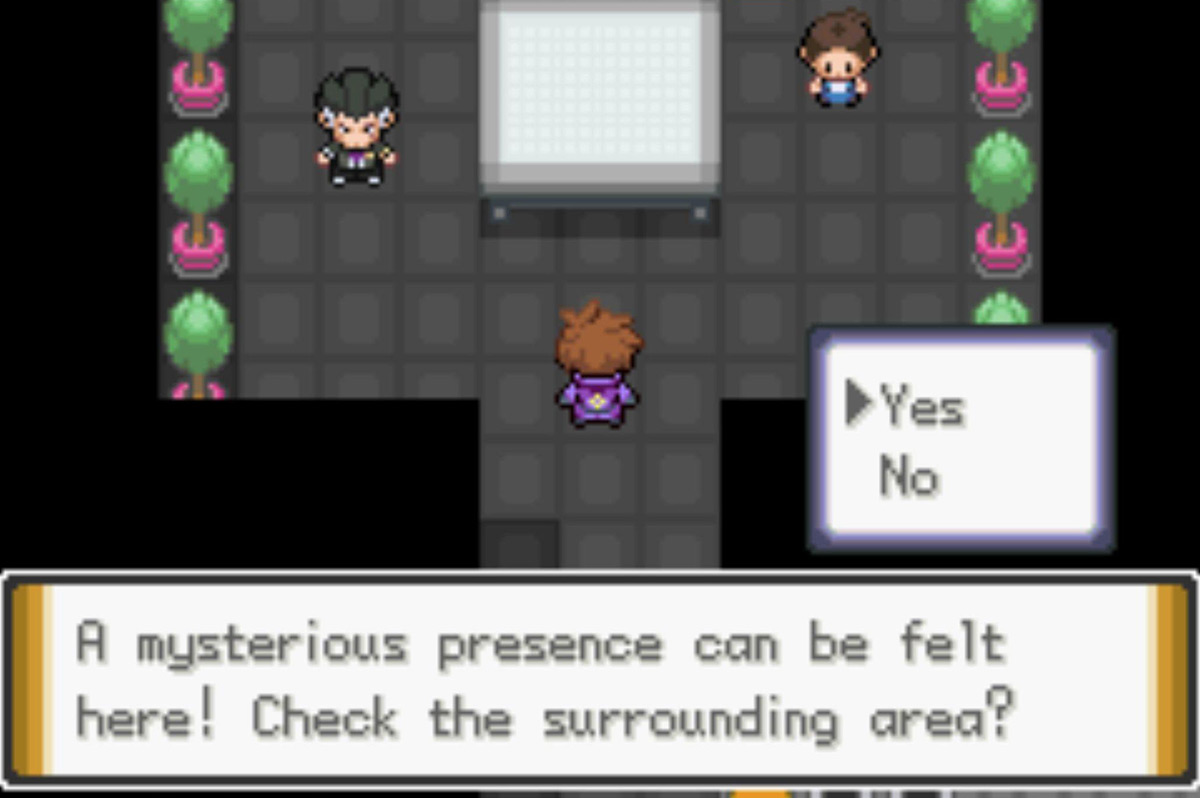 Yes
No
A mysterious presence can be felt
here! Check the surrounding area?